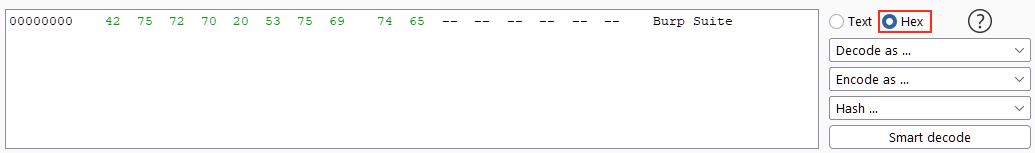 00000000 42 75 72 70 20 53 75 69 74 65 -- -- -- -- -- -- Burp Suite
Text Hex ?
Decode as ...
Encode as ...
Hash ...
Smart decode